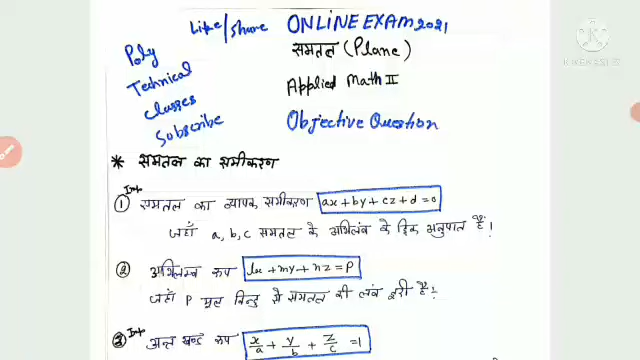 Like/Share ONLINE EXAM 2021
Poly समतल (Plane)
Technical Applied Math II
Classes
Subscribe Objective Question
* समतल का समीकरण
Imp
① समतल का व्यापक समीकरण ax + by + cz + d = 0
जहाँ a, b, c समतल के अभिलंब के दिक अनुपात है!
② अभिलम्ब रूप lx + my + nz = P
जहाँ P मूल बिन्दु से समतल की लंब दूरी है!
Imp
③ अन्तः खण्ड रूप x/a + y/b + z/c = 1